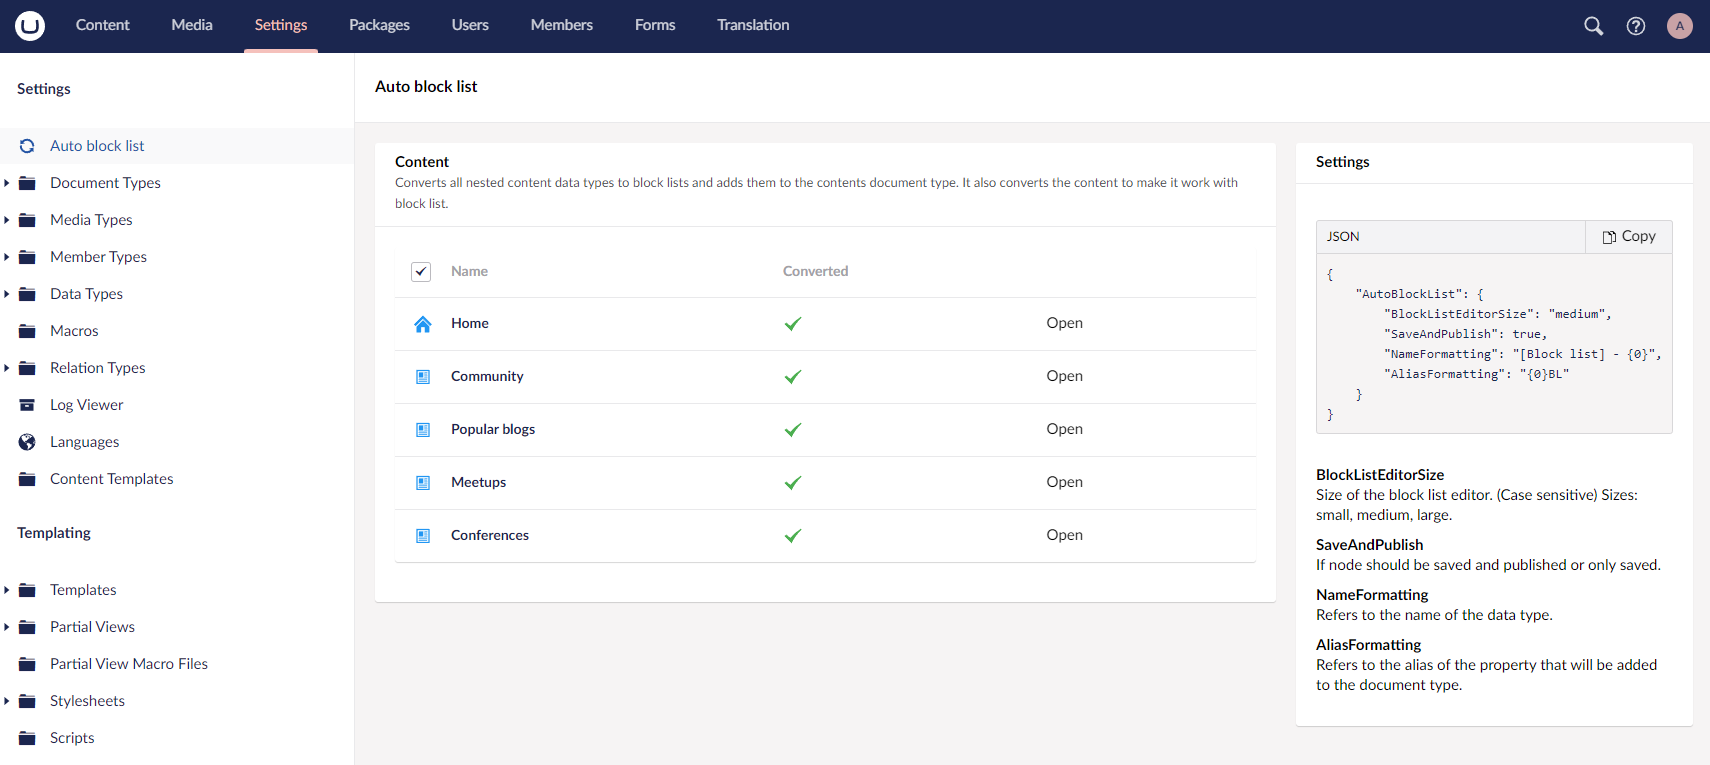 Content Media Settings Packages Users Members Forms Translation A
Settings
Auto block list
Document Types
Media Types
Member Types
Data Types
Macros
Relation Types
Log Viewer
Languages
Content Templates
Templating
Templates
Partial Views
Partial View Macro Files
Stylesheets
Scripts
Auto block list
Content
Converts all nested content data types to block lists and adds them to the contents document type. It also converts the content to make it work with
block list.
Name Converted
Home Open
Community Open
Popular blogs Open
Meetups Open
Conferences Open
Settings
JSON Copy
{
"AutoBlockList": {
"BlockListEditorSize": "medium",
"SaveAndPublish": true,
"NameFormatting": "[Block list] - {0}",
"AliasFormatting": "{0}BL"
}
}
BlockListEditorSize
Size of the block list editor. (Case sensitive) Sizes:
small, medium, large.
SaveAndPublish
If node should be saved and published or only saved.
NameFormatting
Refers to the name of the data type.
AliasFormatting
Refers to the alias of the property that will be added
to the document type.